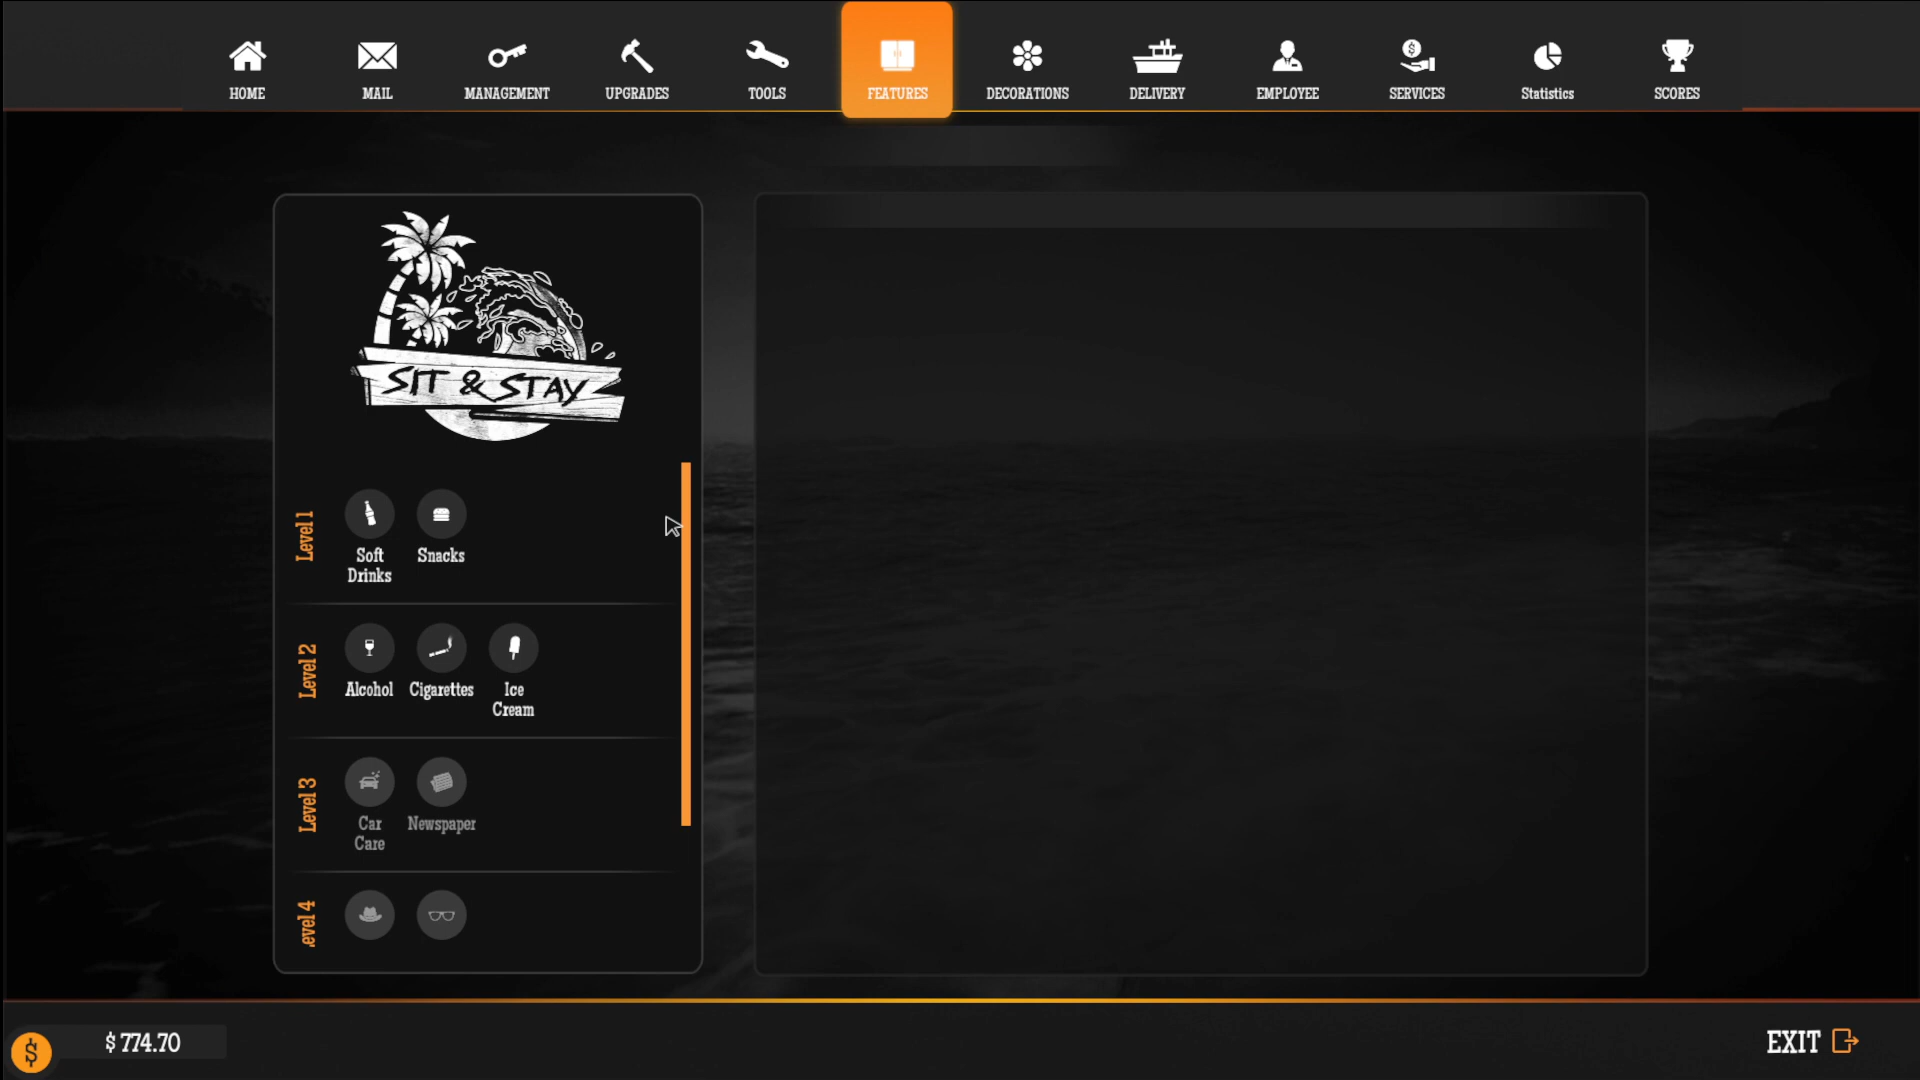 HOME
MAIL
MANAGEMENT
UPGRADES
TOOLS
FEATURES
DECORATIONS
DELIVERY
EMPLOYEE
SERVICES
Statistics
SCORES
SIT & STAY
Level 1
Soft
Drinks
Snacks
Level 2
Alcohol
Cigarettes
Ice
Cream
Level 3
Car
Care
Newspaper
evel 4
$ 774.70
EXIT